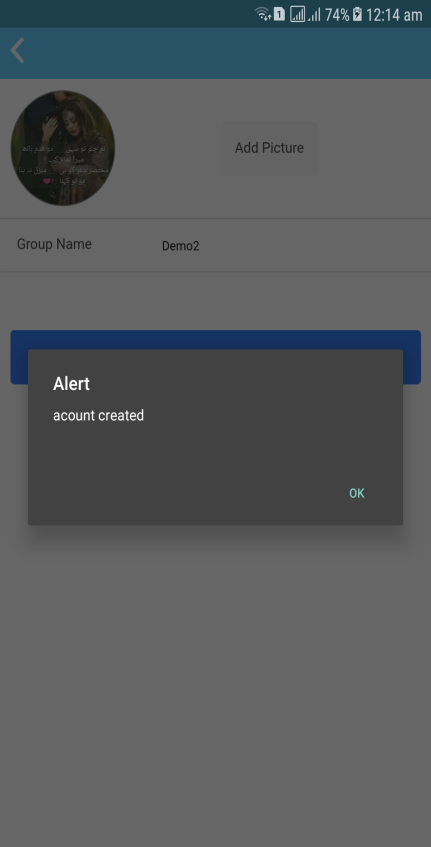 74% 12:14 am
Add Picture
Group Name
Demo2
Alert
acount created
OK